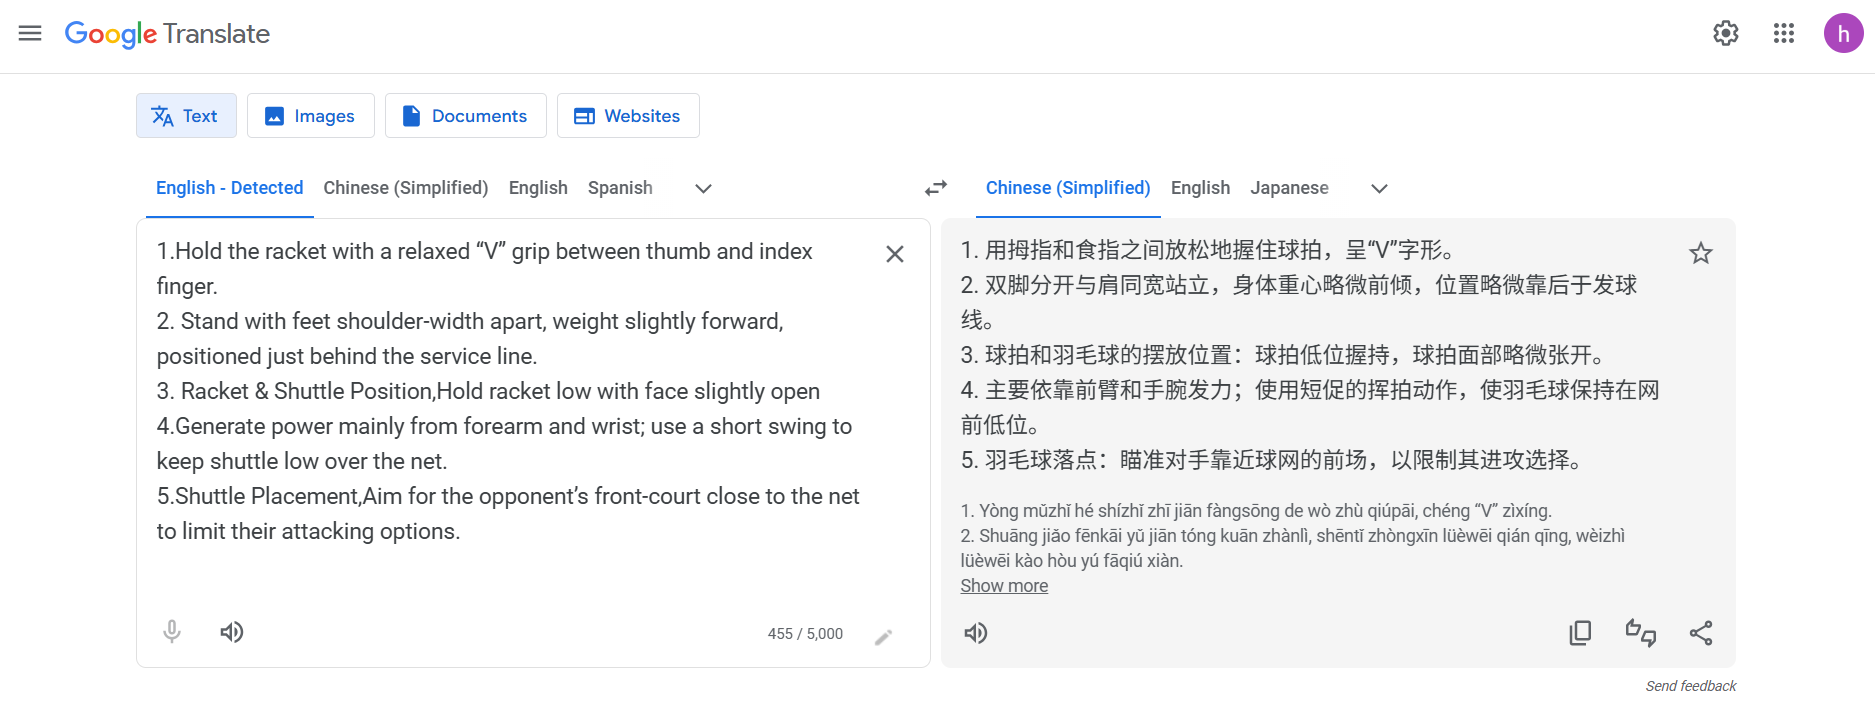 Google Translate
h
Text
Images
Documents
Websites
English - Detected
Chinese (Simplified)
English
Spanish
Chinese (Simplified)
English
Japanese
1.Hold the racket with a relaxed “V” grip between thumb and index
finger.
2. Stand with feet shoulder-width apart, weight slightly forward,
positioned just behind the service line.
3. Racket & Shuttle Position,Hold racket low with face slightly open
4.Generate power mainly from forearm and wrist; use a short swing to
keep shuttle low over the net.
5.Shuttle Placement,Aim for the opponent’s front-court close to the net
to limit their attacking options.
455 / 5,000
1. 用拇指和食指之间放松地握住球拍，呈“V”字形。
2. 双脚分开与肩同宽站立，身体重心略微前倾，位置略微靠后于发球
线。
3. 球拍和羽毛球的摆放位置：球拍低位握持，球拍面部略微张开。
4. 主要依靠前臂和手腕发力；使用短促的挥拍动作，使羽毛球保持在网
前低位。
5. 羽毛球落点：瞄准对手靠近球网的前场，以限制其进攻选择。
1. Yòng mǔzhǐ hé shízhǐ zhī jiān fàngsōng de wò zhù qiúpāi, chéng “V” zìxíng.
2. Shuāng jiǎo fēnkāi yǔ jiān tóng kuān zhànlì, shēntǐ zhòngxīn lüèwēi qián qīng, wèizhì
lüèwēi kào hòu yú fāqiú xiàn.
Show more
Send feedback